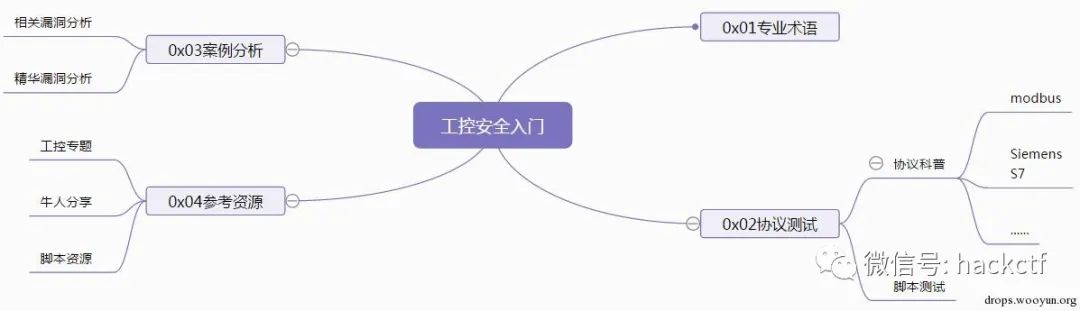 工控安全入门
0x01专业术语
0x02协议测试
协议科普
modbus
Siemens
S7
......
脚本测试
0x03案例分析
相关漏洞分析
精华漏洞分析
0x04参考资源
工控专题
牛人分享
脚本资源
微信号: hackctf
drops.wooyun.org